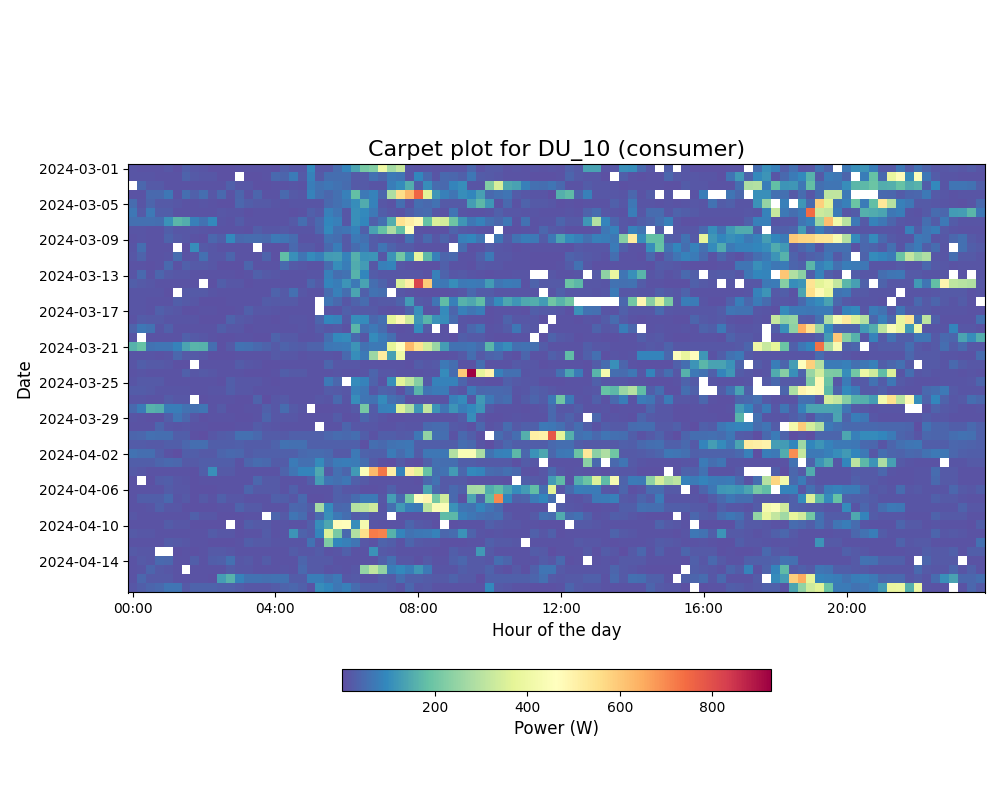 Carpet plot for DU_10 (consumer)
2024-03-01
2024-03-05
2024-03-09
2024-03-13
2024-03-17
2024-03-21
2024-03-25
2024-03-29
2024-04-02
2024-04-06
2024-04-10
2024-04-14
Date
00:00 04:00 08:00 12:00 16:00 20:00
Hour of the day
200 400 600 800
Power (W)